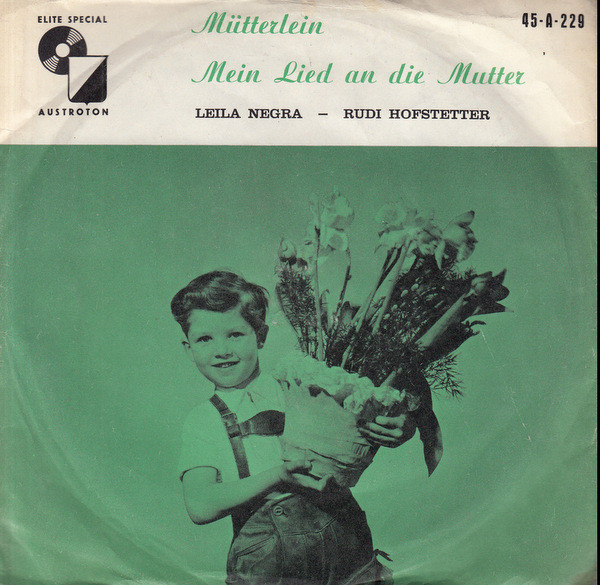 ELITE SPECIAL
AUSTROTON
45-A-229
Mütterlein
Mein Lied an die Mutter
LEILA NEGRA – RUDI HOFSTETTER